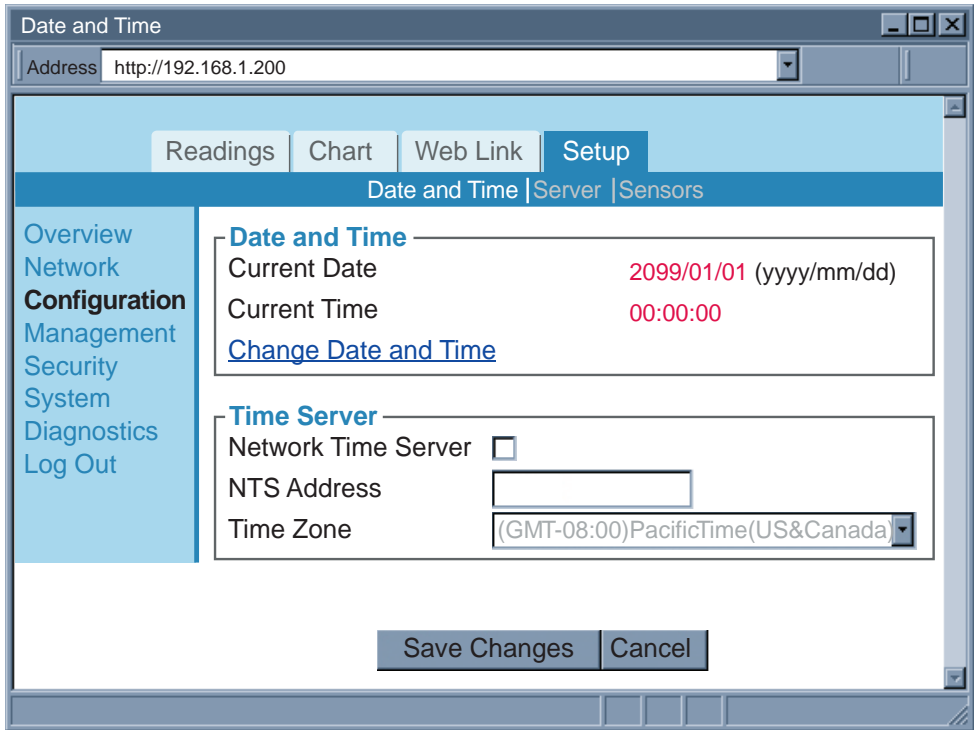 Date and Time
Address http://192.168.1.200
Readings Chart Web Link Setup
Date and Time | Server | Sensors
Overview
Network
Configuration
Management
Security
System
Diagnostics
Log Out
Date and Time
Current Date 2099/01/01 (yyyy/mm/dd)
Current Time 00:00:00
Change Date and Time
Time Server
Network Time Server
NTS Address
Time Zone (GMT-08:00)PacificTime(US&Canada)
Save Changes Cancel